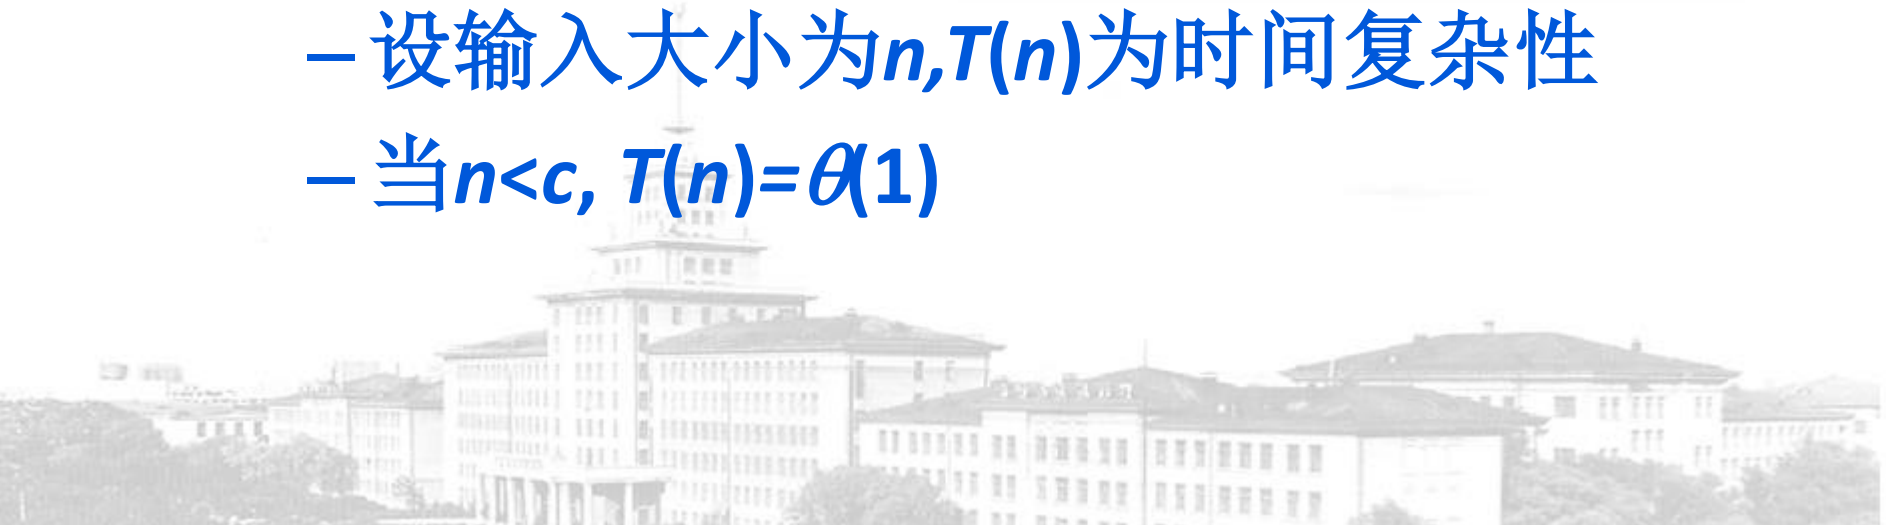 – 设输入大小为n,T(n)为时间复杂性
– 当n<c, T(n)=θ(1)